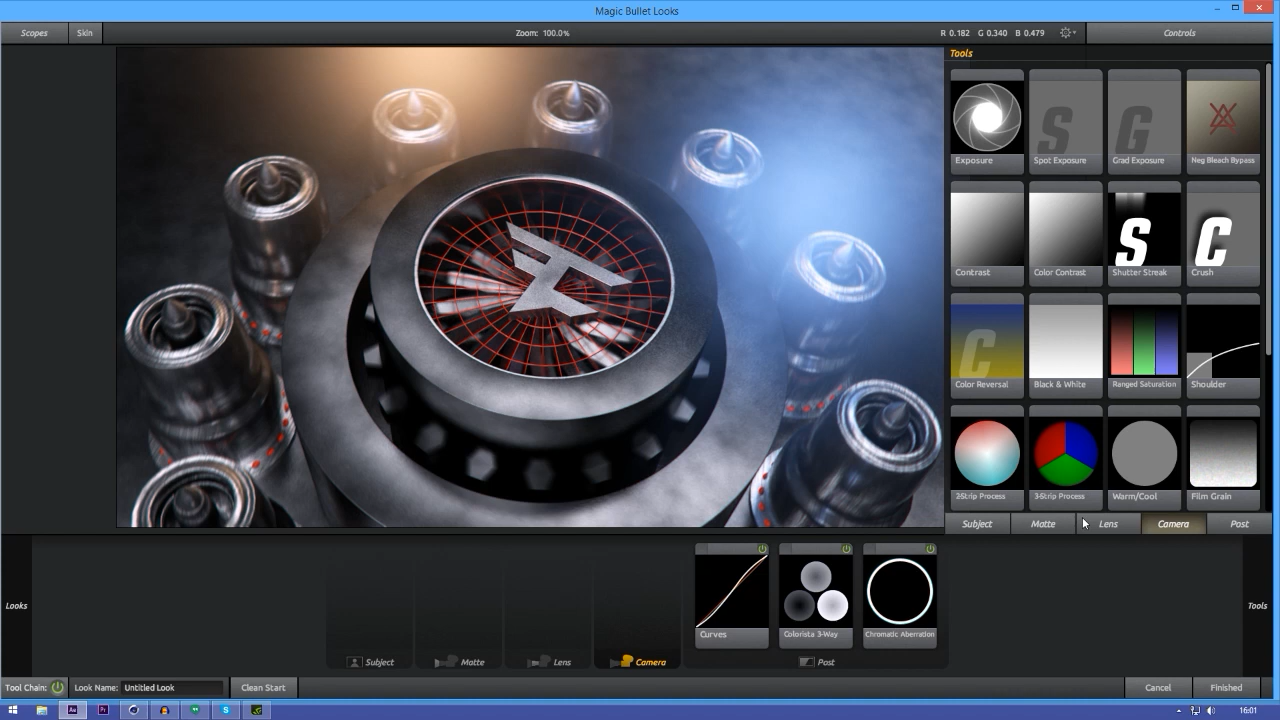 Magic Bullet Looks
Scopes
Skin
Zoom: 100.0%
R 0.182 G 0.340 B 0.479
Controls
Tools
Exposure
Spot Exposure
Grad Exposure
Neg Bleach Bypass
Contrast
Color Contrast
Shutter Streak
Crush
Color Reversal
Black & White
Ranged Saturation
Shoulder
2-Strip Process
3-Strip Process
Warm/Cool
Film Grain
Subject
Matte
Lens
Camera
Post
Curves
Colorista 3-Way
Chromatic Aberration
Looks
Tools
Subject
Matte
Lens
Camera
Post
Tool Chain:
Look Name: Untitled Look
Clean Start
Cancel
Finished
Ae
Pr
16:01